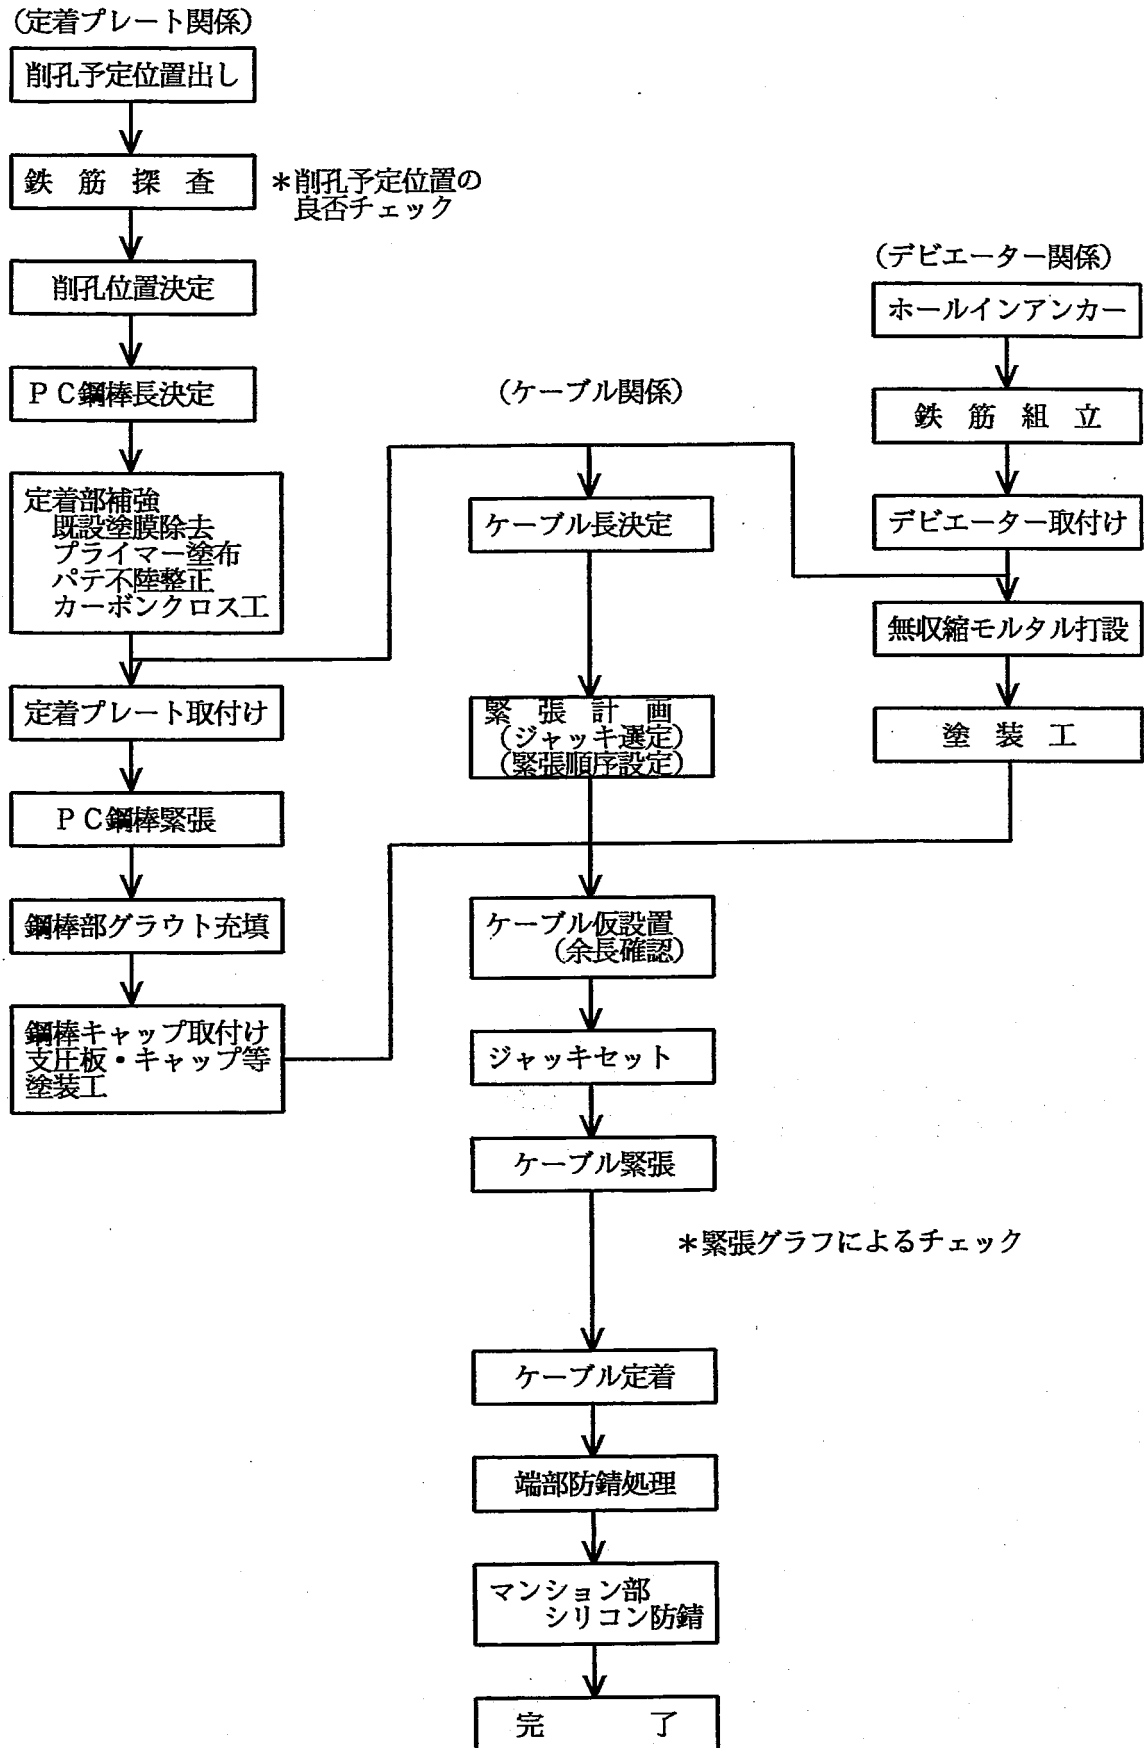 (定着プレート関係)
削孔予定位置出し
鉄 筋 探 査
＊削孔予定位置の
良否チェック
削孔位置決定
ＰＣ鋼棒長決定
定着部補強
既設塗膜除去
プライマー塗布
パテ不陸整正
カーボンクロス工
定着プレート取付け
ＰＣ鋼棒緊張
鋼棒部グラウト充填
鋼棒キャップ取付け
支圧板・キャップ等
塗装工
(ケーブル関係)
ケーブル長決定
緊 張 計 画
(ジャッキ選定)
(緊張順序設定)
ケーブル仮設置
(余長確認)
ジャッキセット
ケーブル緊張
＊緊張グラフによるチェック
ケーブル定着
端部防錆処理
マンション部
シリコン防錆
完 了
(デビエーター関係)
ホールインアンカー
鉄 筋 組 立
デビエーター取付け
無収縮モルタル打設
塗 装 工